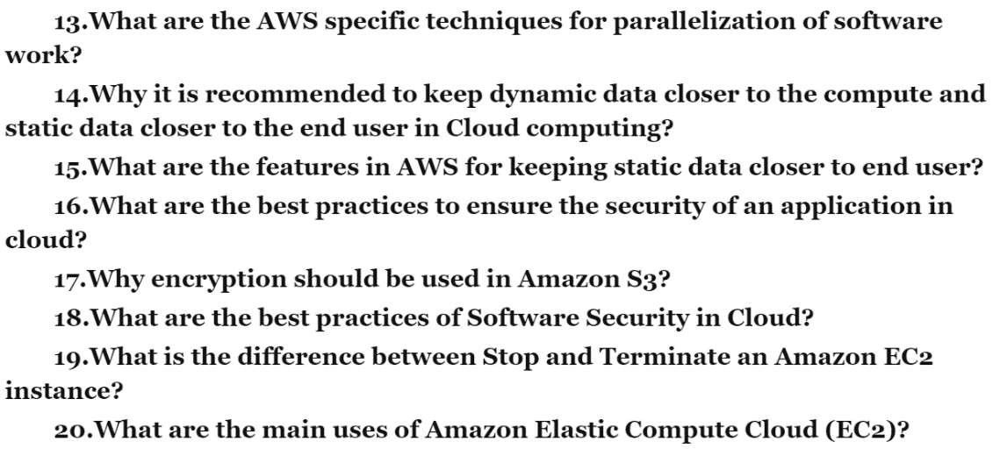 13.What are the AWS specific techniques for parallelization of software
work?
14.Why it is recommended to keep dynamic data closer to the compute and
static data closer to the end user in Cloud computing?
15.What are the features in AWS for keeping static data closer to end user?
16.What are the best practices to ensure the security of an application in
cloud?
17.Why encryption should be used in Amazon S3?
18.What are the best practices of Software Security in Cloud?
19.What is the difference between Stop and Terminate an Amazon EC2
instance?
20.What are the main uses of Amazon Elastic Compute Cloud (EC2)?